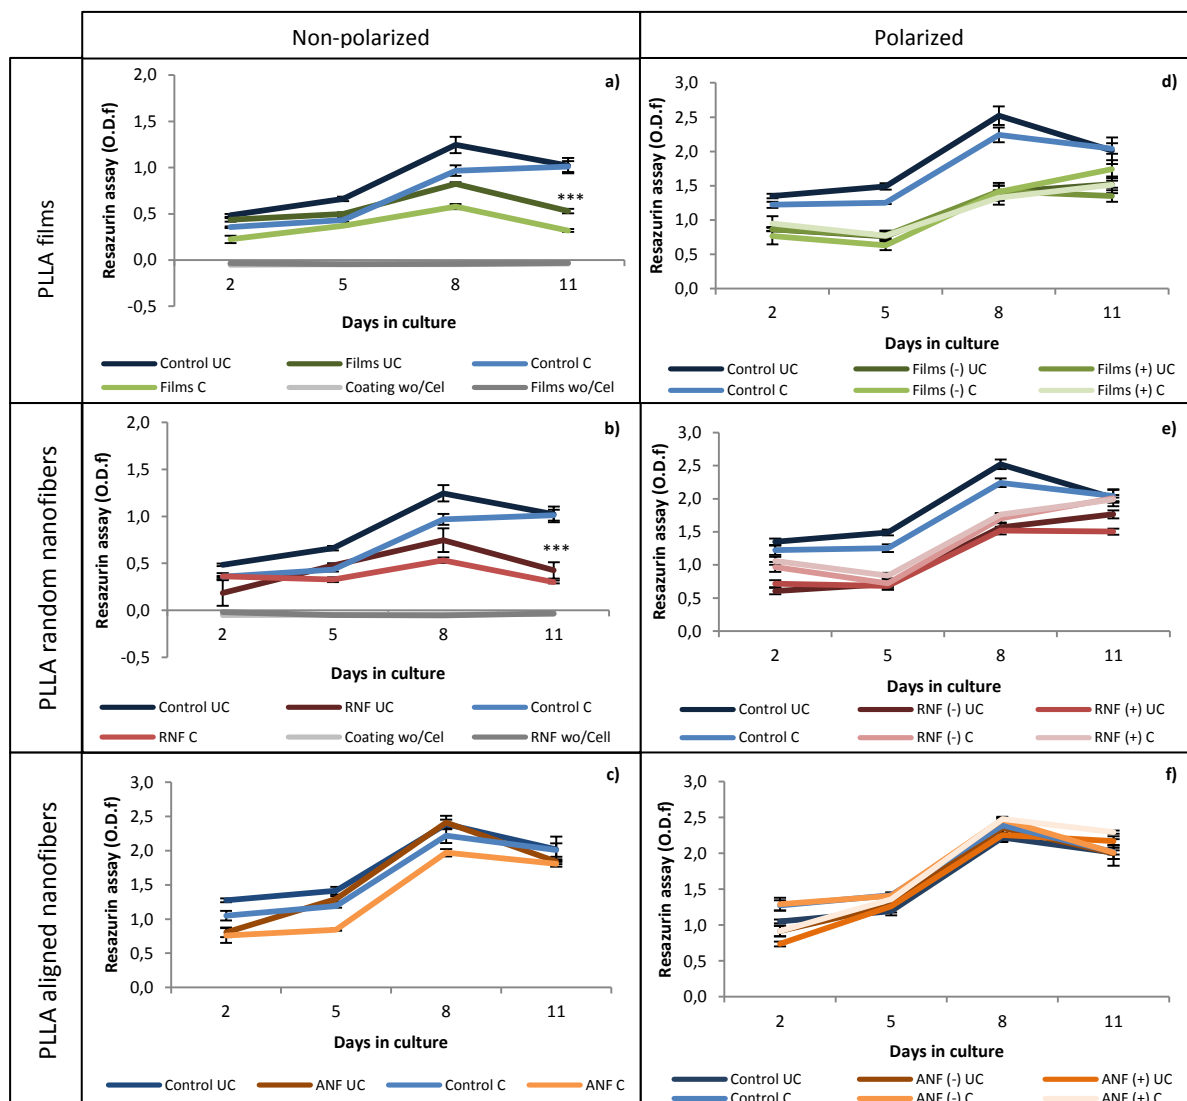 Non-polarized
Polarized
PLLA films
a)
Resazurin assay (O.D.f)
2,0
1,5
1,0
0,5
0,0
-0,5
***
2 5 8 11
Days in culture
Control UC Films UC Control C
Films C Coating wo/Cel Films wo/Cel
d)
Resazurin assay (O.D.f)
3,0
2,5
2,0
1,5
1,0
0,5
0,0
2 5 8 11
Days in culture
Control UC Films (-) UC Films (+) UC
Control C Films (-) C Films (+) C
PLLA random nanofibers
b)
Resazurin assay (O.D.f)
2,0
1,5
1,0
0,5
0,0
-0,5
***
2 5 8 11
Days in culture
Control UC RNF UC Control C
RNF C Coating wo/Cel RNF wo/Cell
e)
Resazurin assay (O.D.f)
3,0
2,5
2,0
1,5
1,0
0,5
0,0
2 5 8 11
Days in culture
Control UC RNF (-) UC RNF (+) UC
Control C RNF (-) C RNF (+) C
PLLA aligned nanofibers
c)
Resazurin assay (O.D.f)
3,0
2,5
2,0
1,5
1,0
0,5
0,0
2 5 8 11
Days in culture
Control UC ANF UC Control C ANF C
f)
Resazurin assay (O.D.f)
3,0
2,5
2,0
1,5
1,0
0,5
0,0
2 5 8 11
Days in culture
Control UC ANF (-) UC ANF (+) UC
Control C ANF (-) C ANF (+) C